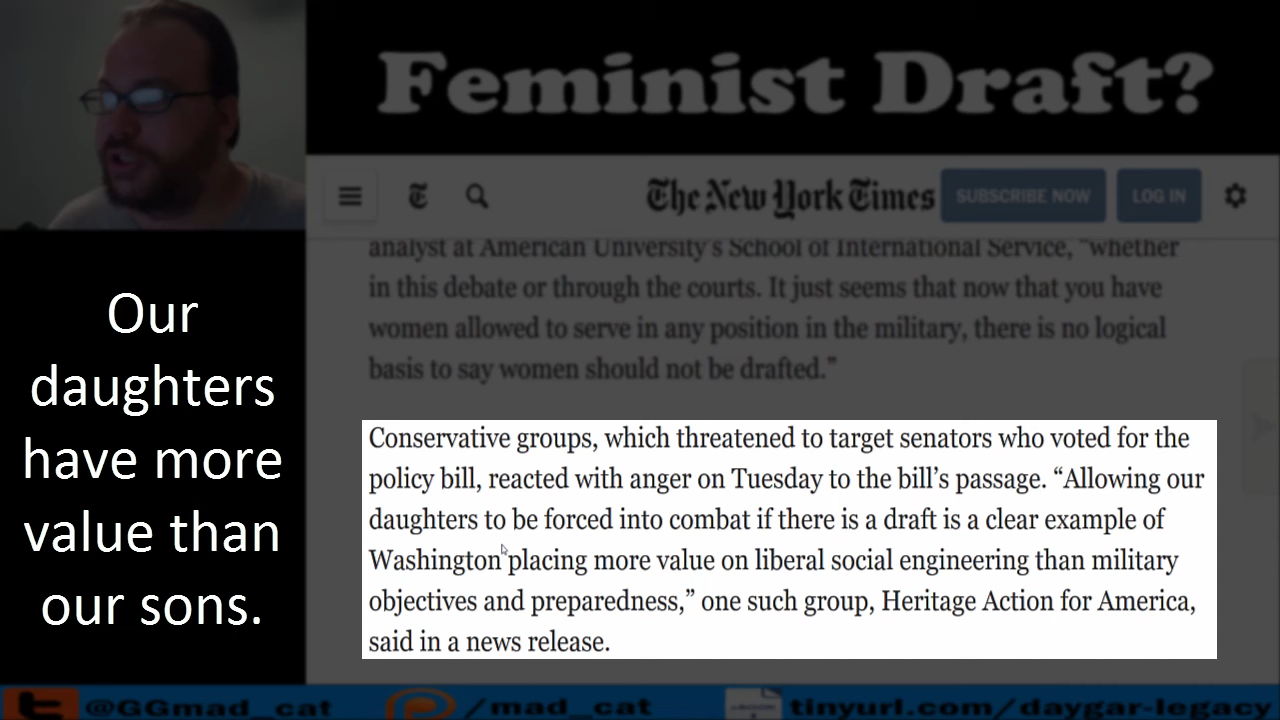 Feminist Draft?
The New York Times
SUBSCRIBE NOW
LOG IN
analyst at American University's School of International Service, "whether
in this debate or through the courts. It just seems that now that you have
women allowed to serve in any position in the military, there is no logical
basis to say women should not be drafted.”
Our
daughters
have more
value than
our sons.
Conservative groups, which threatened to target senators who voted for the
policy bill, reacted with anger on Tuesday to the bill’s passage. “Allowing our
daughters to be forced into combat if there is a draft is a clear example of
Washington placing more value on liberal social engineering than military
objectives and preparedness,” one such group, Heritage Action for America,
said in a news release.
@GGmad_cat
/mad_cat
tinyurl.com/daygar-legacy